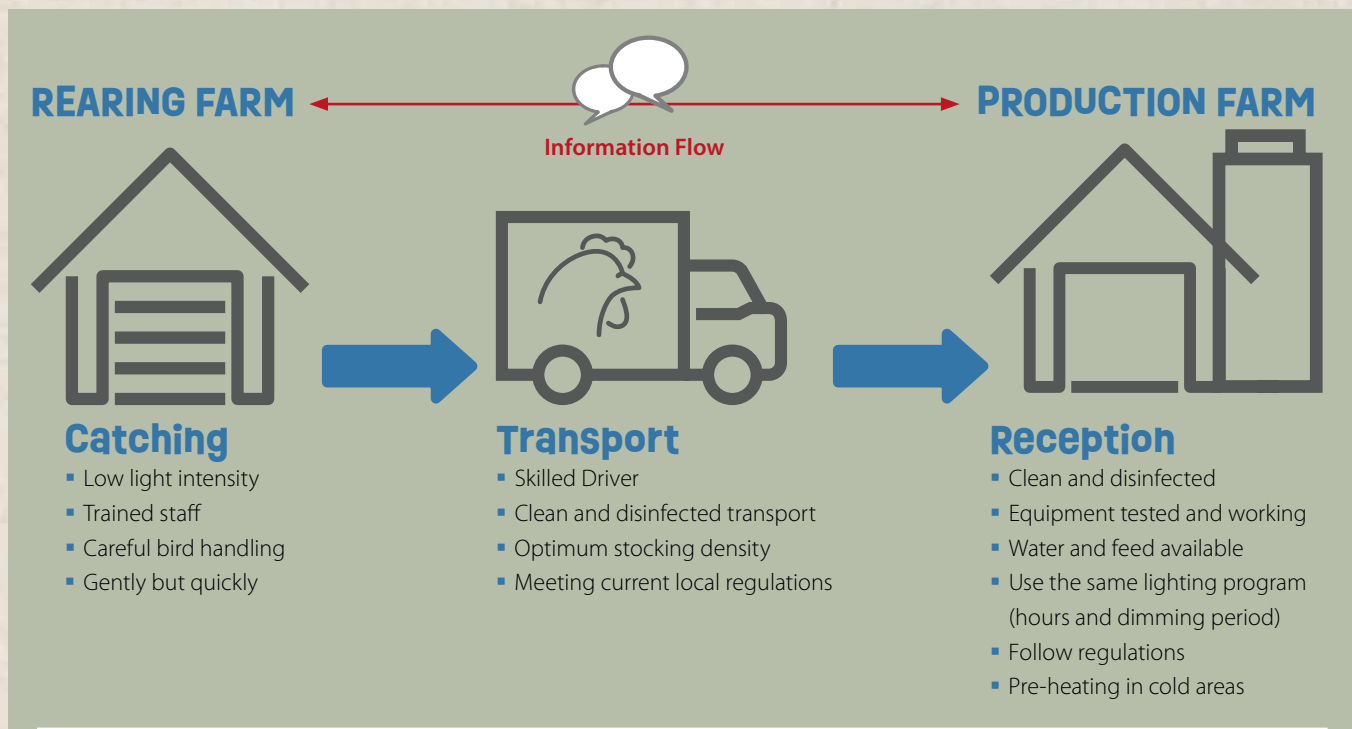 REARING FARM
PRODUCTION FARM
Information Flow
Catching
▪ Low light intensity
▪ Trained staff
▪ Careful bird handling
▪ Gently but quickly
Transport
▪ Skilled Driver
▪ Clean and disinfected transport
▪ Optimum stocking density
▪ Meeting current local regulations
Reception
▪ Clean and disinfected
▪ Equipment tested and working
▪ Water and feed available
▪ Use the same lighting program
(hours and dimming period)
▪ Follow regulations
▪ Pre-heating in cold areas